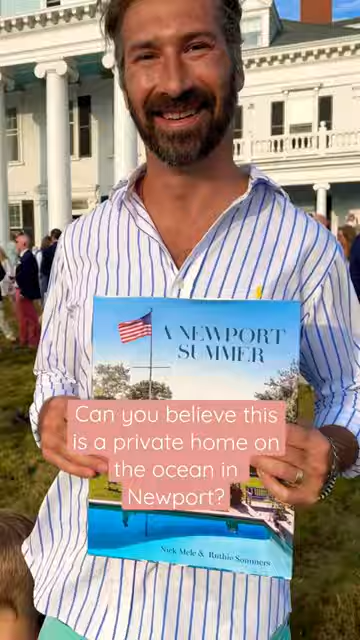 A NEWPORT
SUMMER
Can you believe this
is a private home on
the ocean in
Newport?
Nick Mele & Ruthie Sommers